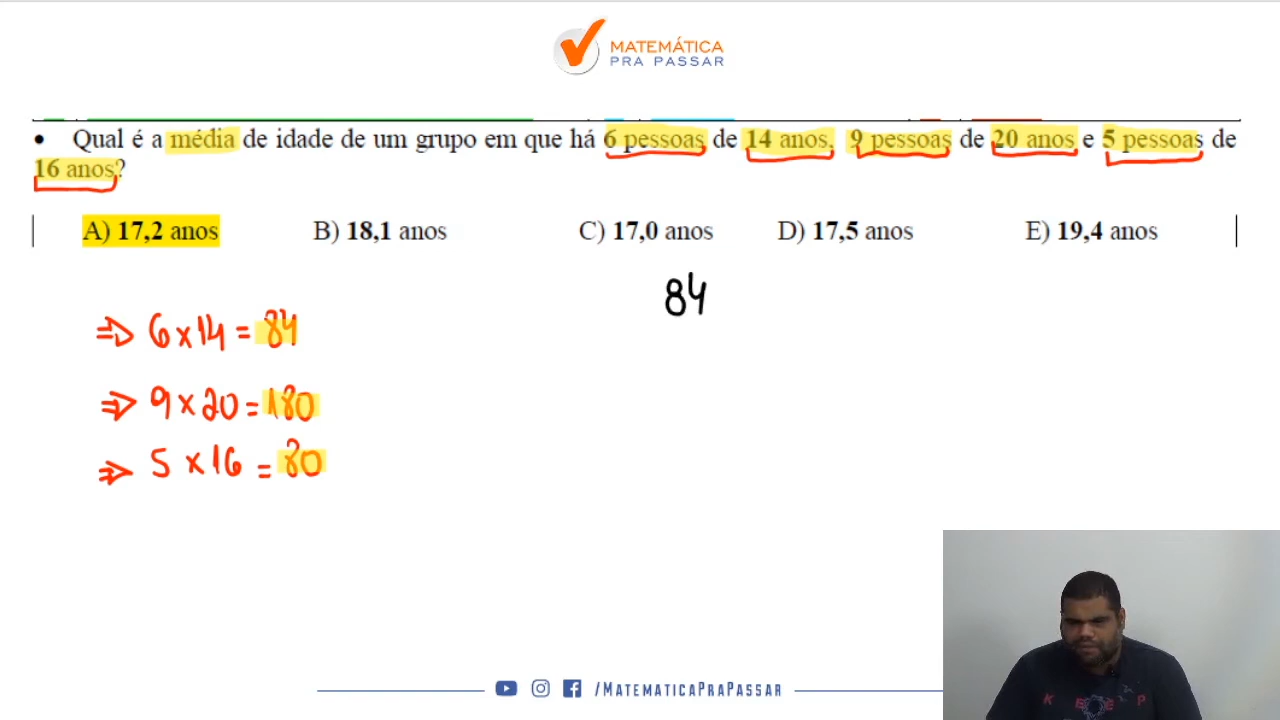 MATEMÁTICA
PRA PASSAR
• Qual é a média de idade de um grupo em que há 6 pessoas de 14 anos, 9 pessoas de 20 anos e 5 pessoas de
16 anos?
A) 17,2 anos B) 18,1 anos C) 17,0 anos D) 17,5 anos E) 19,4 anos
84
⇒ 6 x 14 = 84
⇒ 9 x 20 = 180
⇒ 5 x 16 = 80
KEEP
/MATEMATICAPRAPASSAR